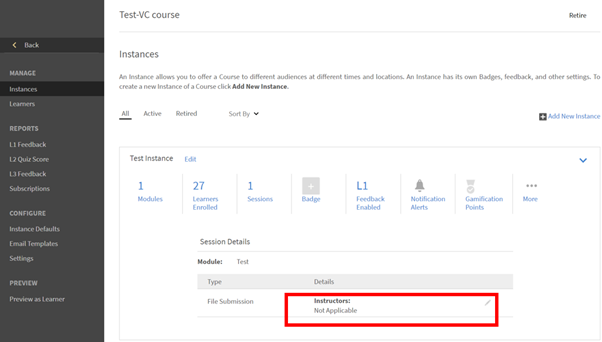 Test-VC course
Retire
Back
MANAGE
Instances
Learners
REPORTS
L1 Feedback
L2 Quiz Score
L3 Feedback
Subscriptions
CONFIGURE
Instance Defaults
Email Templates
Settings
PREVIEW
Preview as Learner
Instances
An Instance allows you to offer a Course to different audiences at different times and locations. An Instance has its own Badges, feedback, and other settings. To
create a new Instance of a Course click Add New Instance.
All Active Retired Sort By
Add New Instance
Test Instance Edit
1
Modules
27
Learners
Enrolled
1
Sessions
Badge
L1
Feedback
Enabled
Notification
Alerts
Gamification
Points
More
Session Details
Module: Test
Type Details
File Submission
Instructors:
Not Applicable